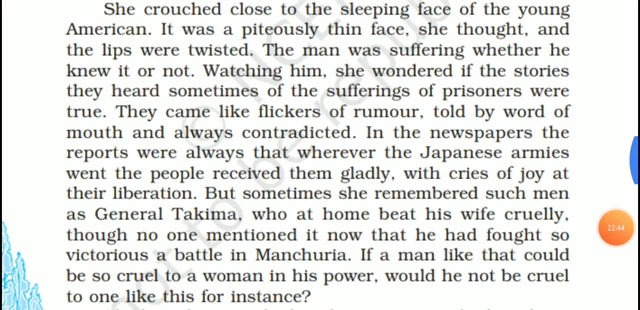 She crouched close to the sleeping face of the young
American. It was a piteously thin face, she thought, and
the lips were twisted. The man was suffering whether he
knew it or not. Watching him, she wondered if the stories
they heard sometimes of the sufferings of prisoners were
true. They came like flickers of rumour, told by word of
mouth and always contradicted. In the newspapers the
reports were always that wherever the Japanese armies
went the people received them gladly, with cries of joy at
their liberation. But sometimes she remembered such men
as General Takima, who at home beat his wife cruelly,
though no one mentioned it now that he had fought so
victorious a battle in Manchuria. If a man like that could
be so cruel to a woman in his power, would he not be cruel
to one like this for instance?
22:44
not to be republished